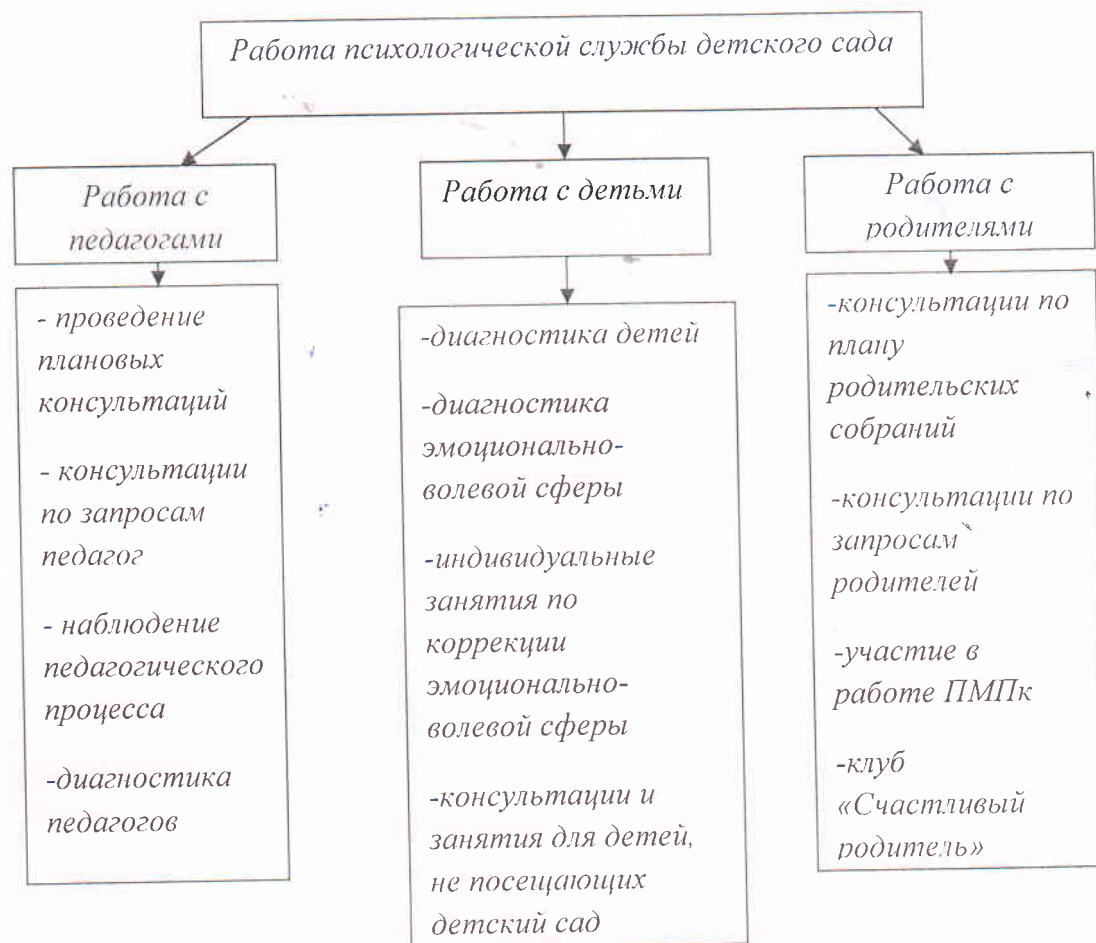 Работа психологической службы детского сада
Работа с
педагогами
- проведение
плановых
консультаций
- консультации
по запросам
педагог
- наблюдение
педагогического
процесса
-диагностика
педагогов
Работа с детьми
-диагностика детей
-диагностика
эмоционально-
волевой сферы
-индивидуальные
занятия по
коррекции
эмоционально-
волевой сферы
-консультации и
занятия для детей,
не посещающих
детский сад
Работа с
родителями
-консультации по
плану
родительских
собраний
-консультации по
запросам
родителей
-участие в
работе ПМПк
-клуб
«Счастливый
родитель»